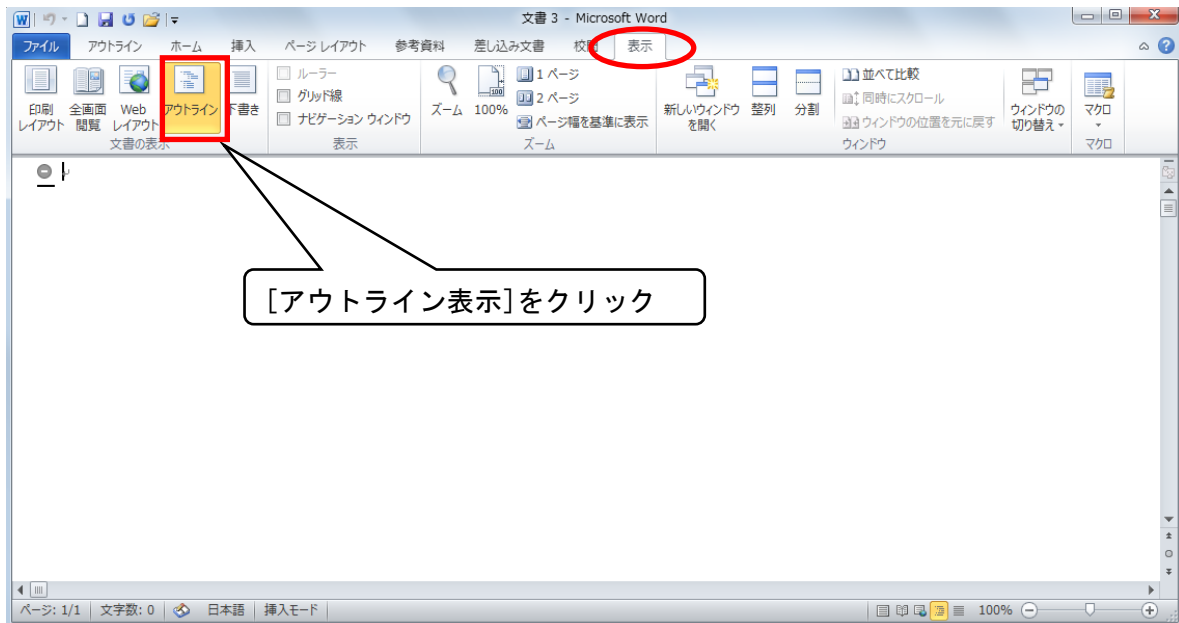 文書 3 - Microsoft Word
ファイル アウトライン ホーム 挿入 ページ レイアウト 参考資料 差し込み文書 校閲 表示
印刷レイアウト 全画面閲覧 Webレイアウト アウトライン 下書き
文書の表示
ルーラー
グリッド線
ナビゲーション ウィンドウ
表示
ズーム 100%
1 ページ
2 ページ
ページ幅を基準に表示
ズーム
新しいウィンドウを開く 整列 分割
並べて比較
同時にスクロール
ウィンドウの位置を元に戻す
ウィンドウの切り替え
ウィンドウ
マクロ
マクロ
[アウトライン表示]をクリック
ページ: 1/1 文字数: 0 日本語 挿入モード 100%